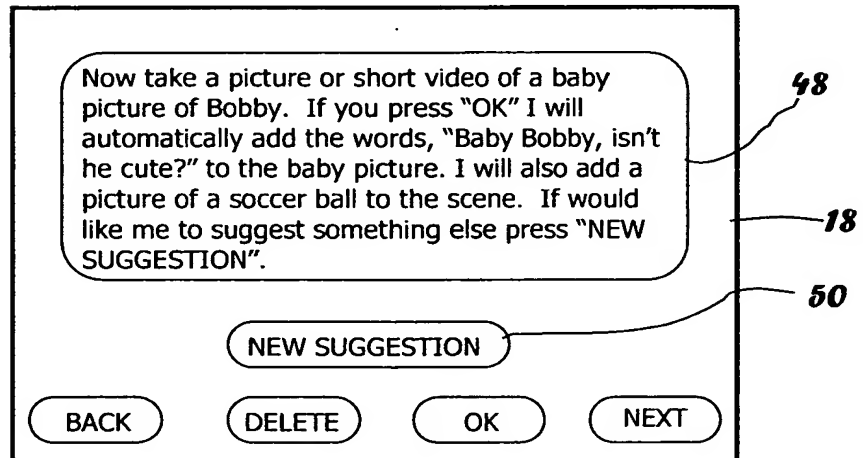 Now take a picture or short video of a baby
picture of Bobby. If you press “OK” I will
automatically add the words, “Baby Bobby, isn’t
he cute?” to the baby picture. I will also add a
picture of a soccer ball to the scene. If would
like me to suggest something else press “NEW
SUGGESTION”.
48
18
50
NEW SUGGESTION
BACK DELETE OK NEXT